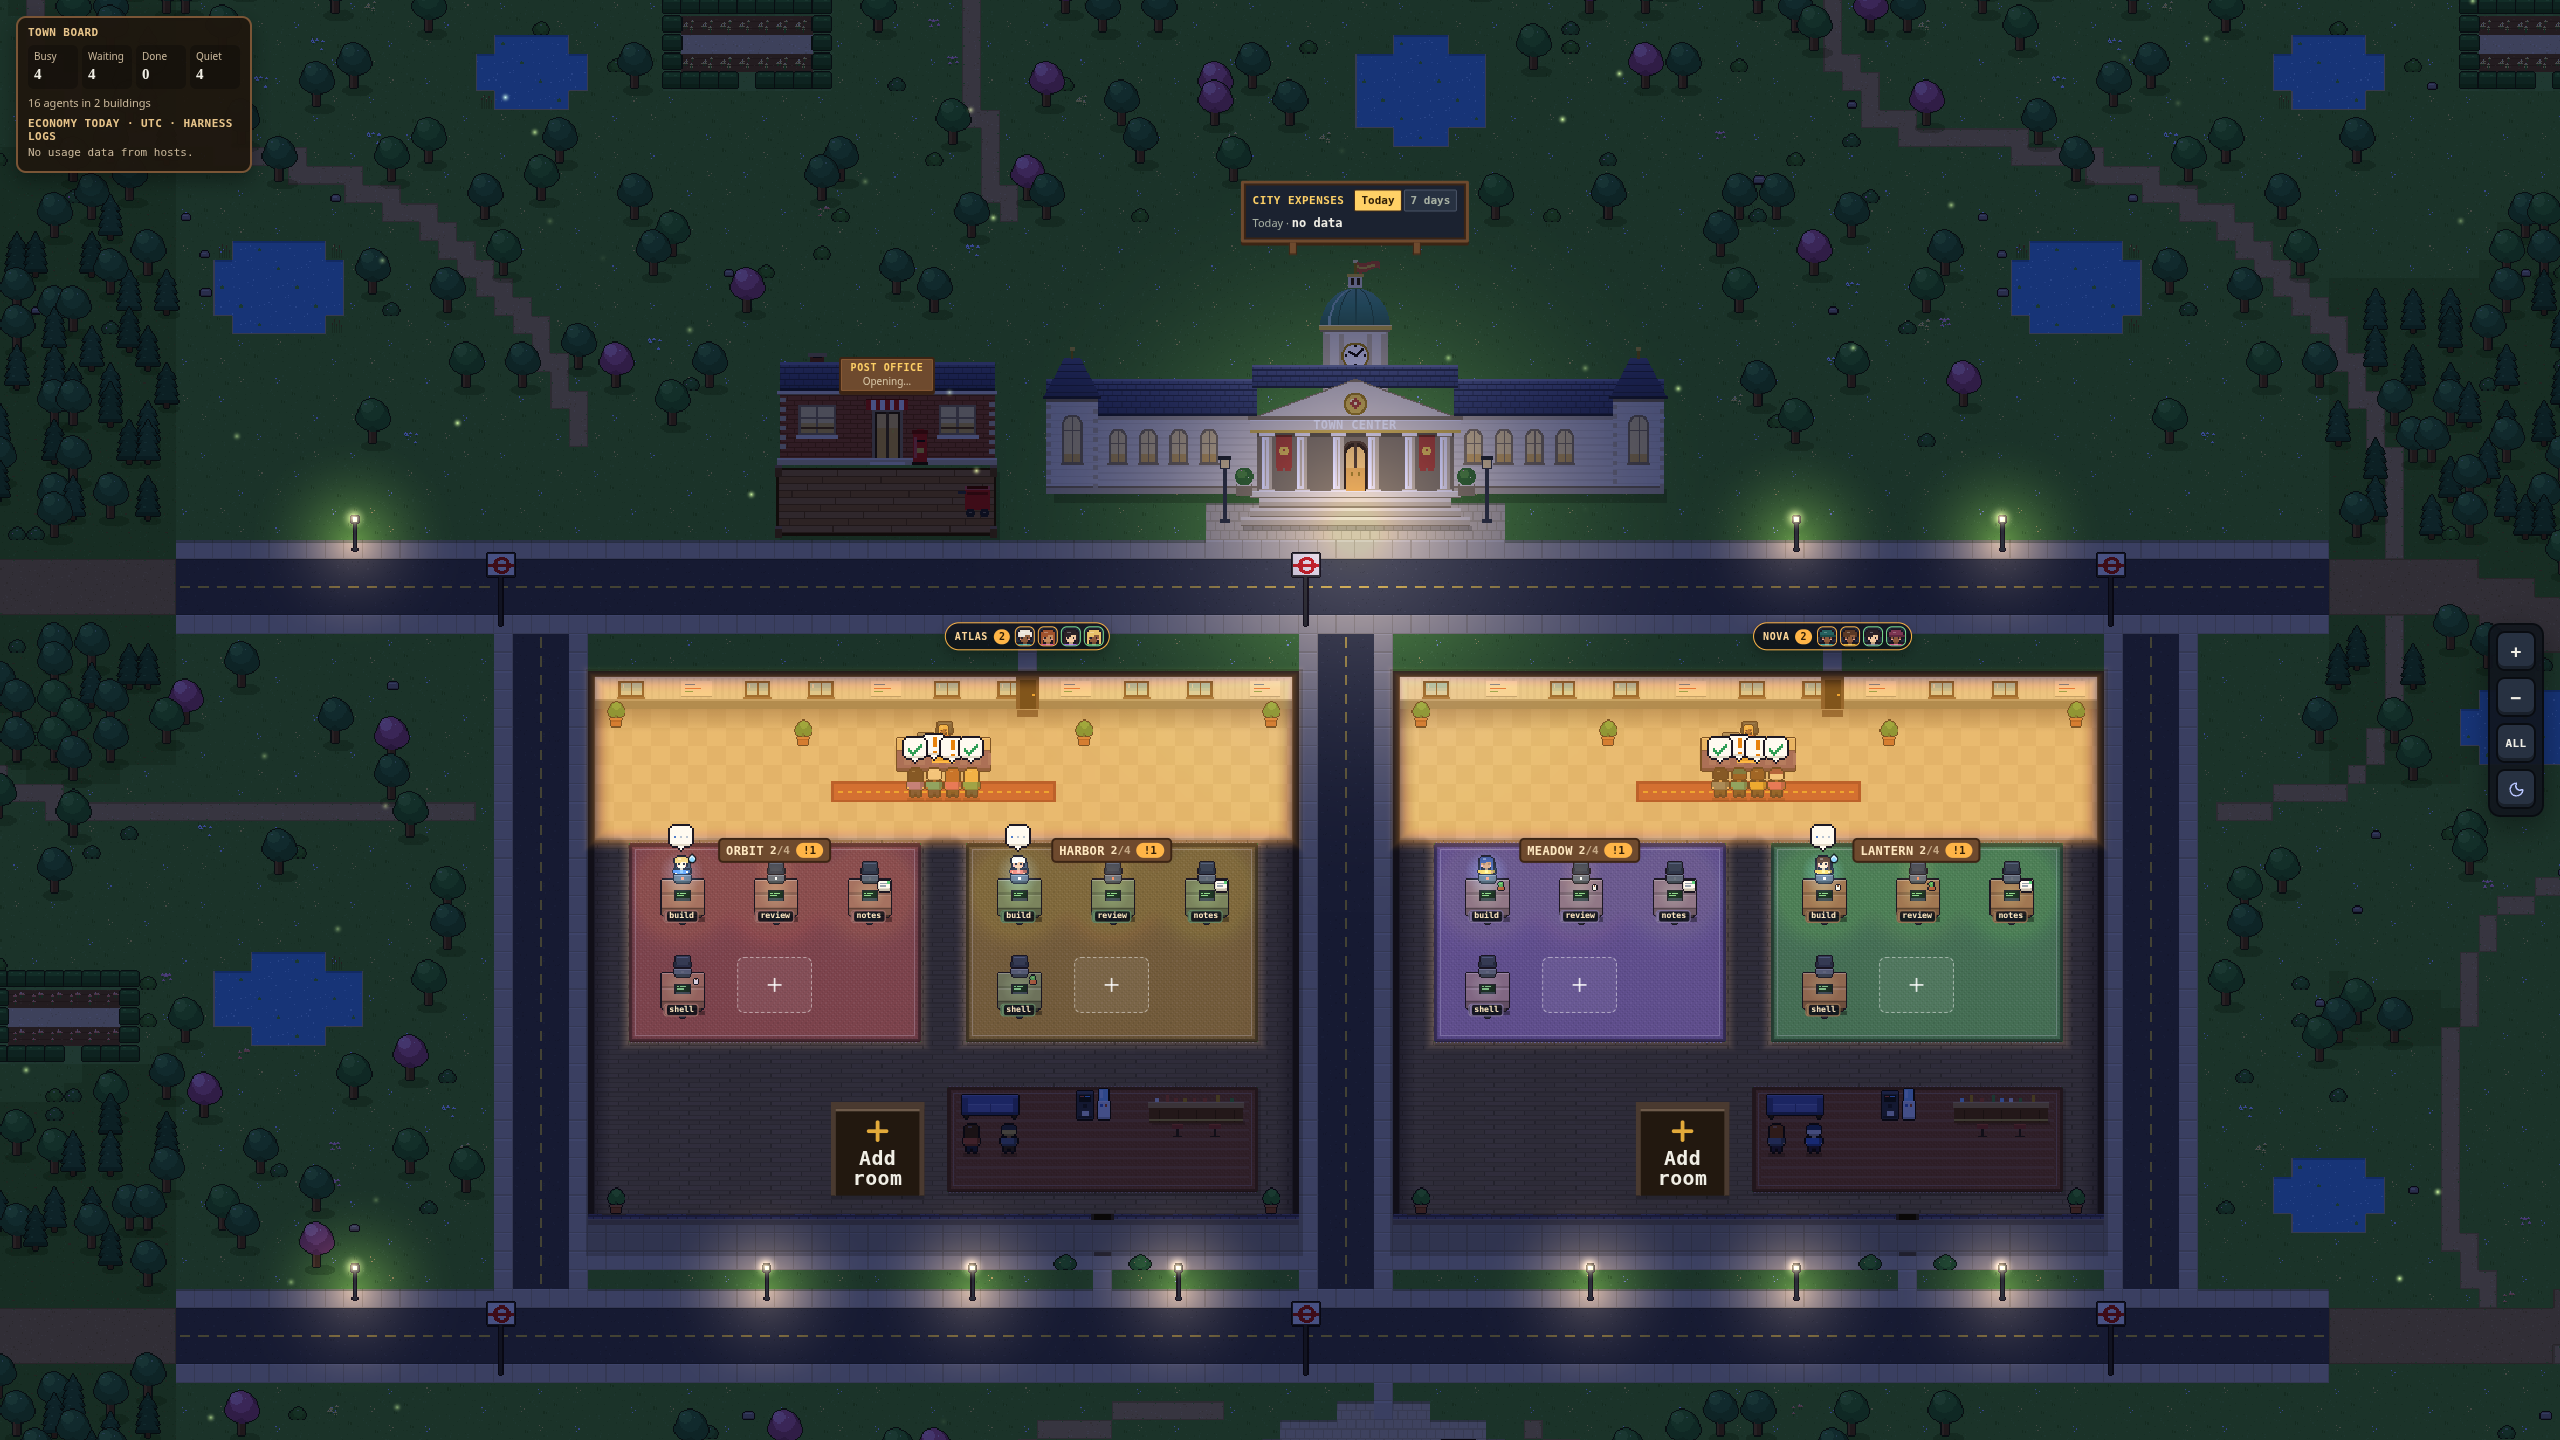 TOWN BOARD
Busy Waiting Done Quiet
4 4 0 4
16 agents in 2 buildings
ECONOMY TODAY · UTC · HARNESS
LOGS
No usage data from hosts.
CITY EXPENSES Today 7 days
Today · no data
POST OFFICE
Opening...
TOWN CENTER
ATLAS 2
NOVA 2
ORBIT 2/4 !1
HARBOR 2/4 !1
MEADOW 2/4 !1
LANTERN 2/4 !1
build review notes
build review notes
build review notes
build review notes
shell +
shell +
shell +
shell +
+
Add
room
+
Add
room
+
−
ALL